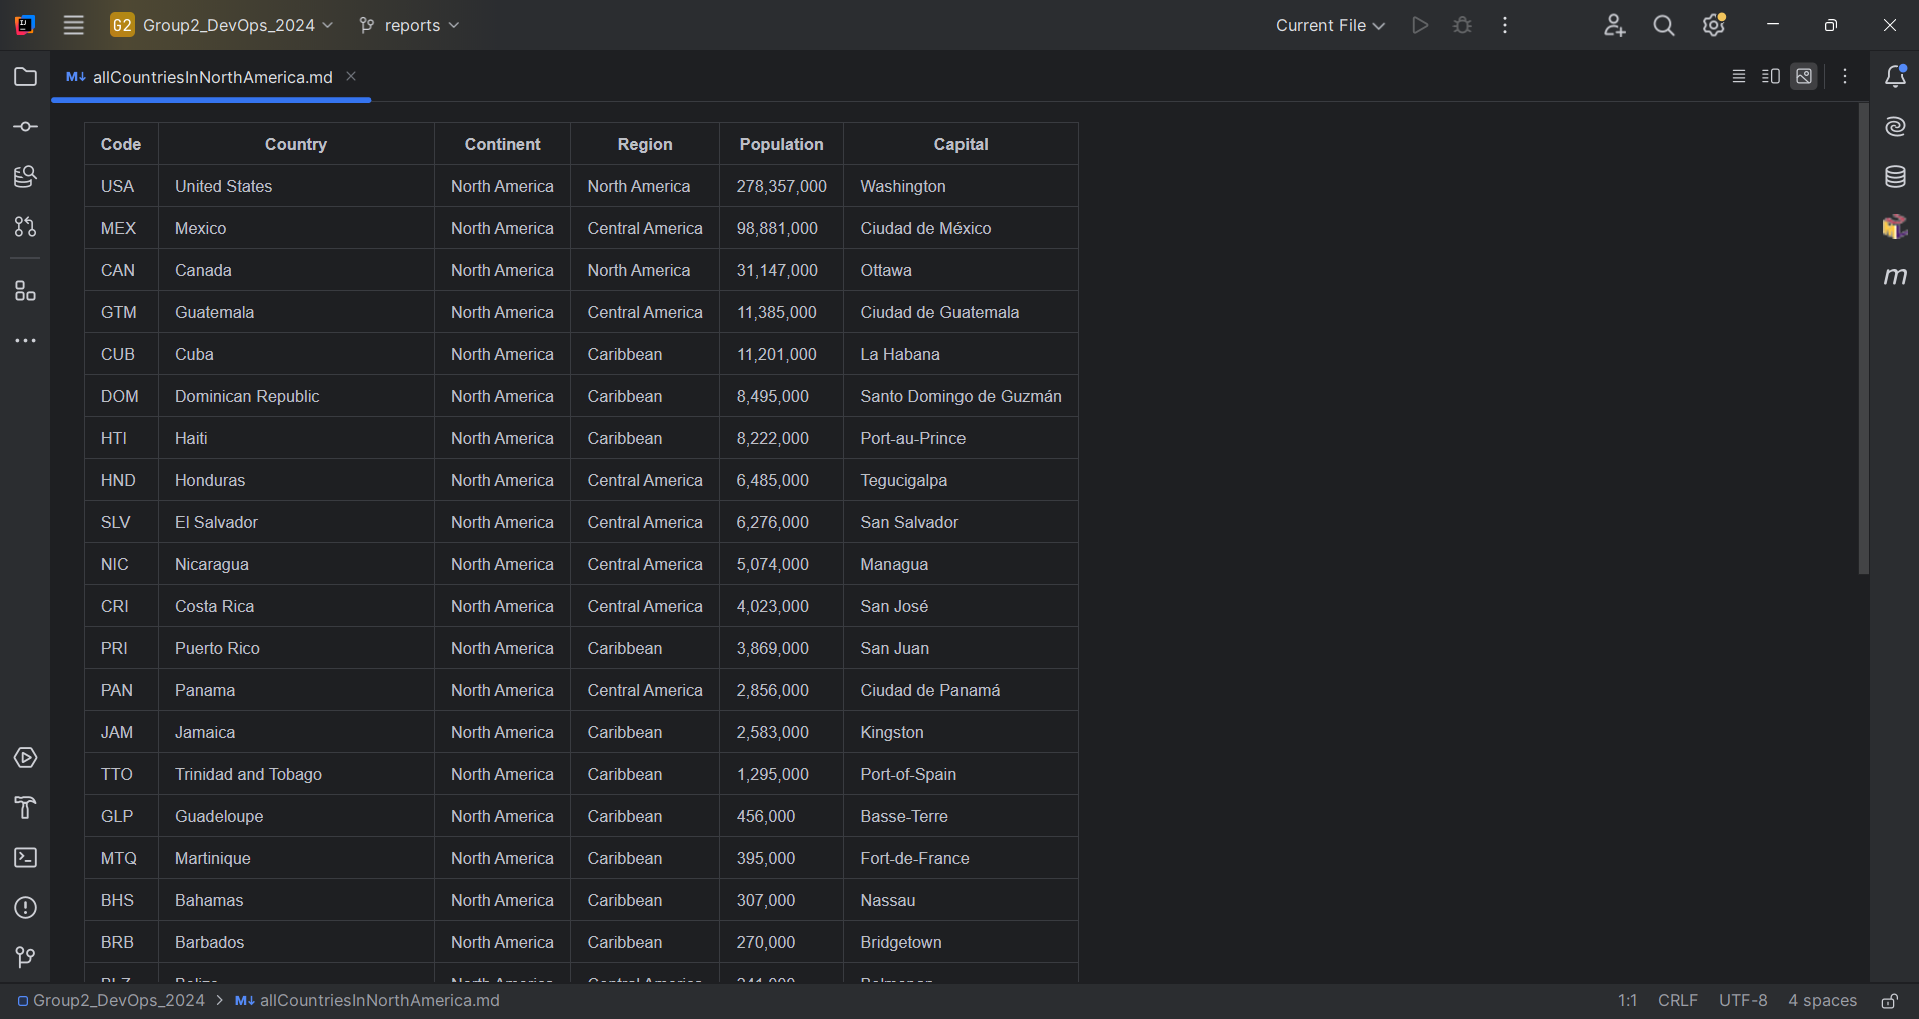 G2 Group2_DevOps_2024 reports Current File
M↓ allCountriesInNorthAmerica.md
Code Country Continent Region Population Capital
USA United States North America North America 278,357,000 Washington
MEX Mexico North America Central America 98,881,000 Ciudad de México
CAN Canada North America North America 31,147,000 Ottawa
GTM Guatemala North America Central America 11,385,000 Ciudad de Guatemala
CUB Cuba North America Caribbean 11,201,000 La Habana
DOM Dominican Republic North America Caribbean 8,495,000 Santo Domingo de Guzmán
HTI Haiti North America Caribbean 8,222,000 Port-au-Prince
HND Honduras North America Central America 6,485,000 Tegucigalpa
SLV El Salvador North America Central America 6,276,000 San Salvador
NIC Nicaragua North America Central America 5,074,000 Managua
CRI Costa Rica North America Central America 4,023,000 San José
PRI Puerto Rico North America Caribbean 3,869,000 San Juan
PAN Panama North America Central America 2,856,000 Ciudad de Panamá
JAM Jamaica North America Caribbean 2,583,000 Kingston
TTO Trinidad and Tobago North America Caribbean 1,295,000 Port-of-Spain
GLP Guadeloupe North America Caribbean 456,000 Basse-Terre
MTQ Martinique North America Caribbean 395,000 Fort-de-France
BHS Bahamas North America Caribbean 307,000 Nassau
BRB Barbados North America Caribbean 270,000 Bridgetown
BLZ Belize North America Central America 241,000 Belmopan
Group2_DevOps_2024 > M↓ allCountriesInNorthAmerica.md 1:1 CRLF UTF-8 4 spaces